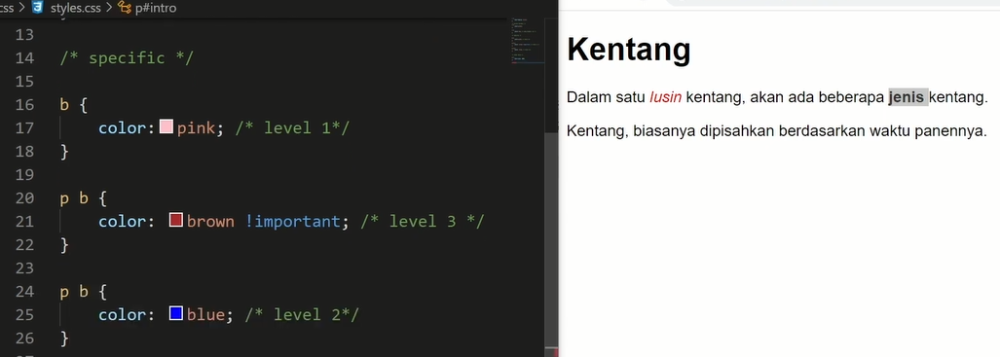 css > styles.css > p#intro
13
14 /* specific */
15
16 b {
17 color: pink; /* level 1*/
18 }
19
20 p b {
21 color: brown !important; /* level 3 */
22 }
23
24 p b {
25 color: blue; /* level 2*/
26 }
Kentang
Dalam satu lusin kentang, akan ada beberapa jenis kentang.
Kentang, biasanya dipisahkan berdasarkan waktu panennya.